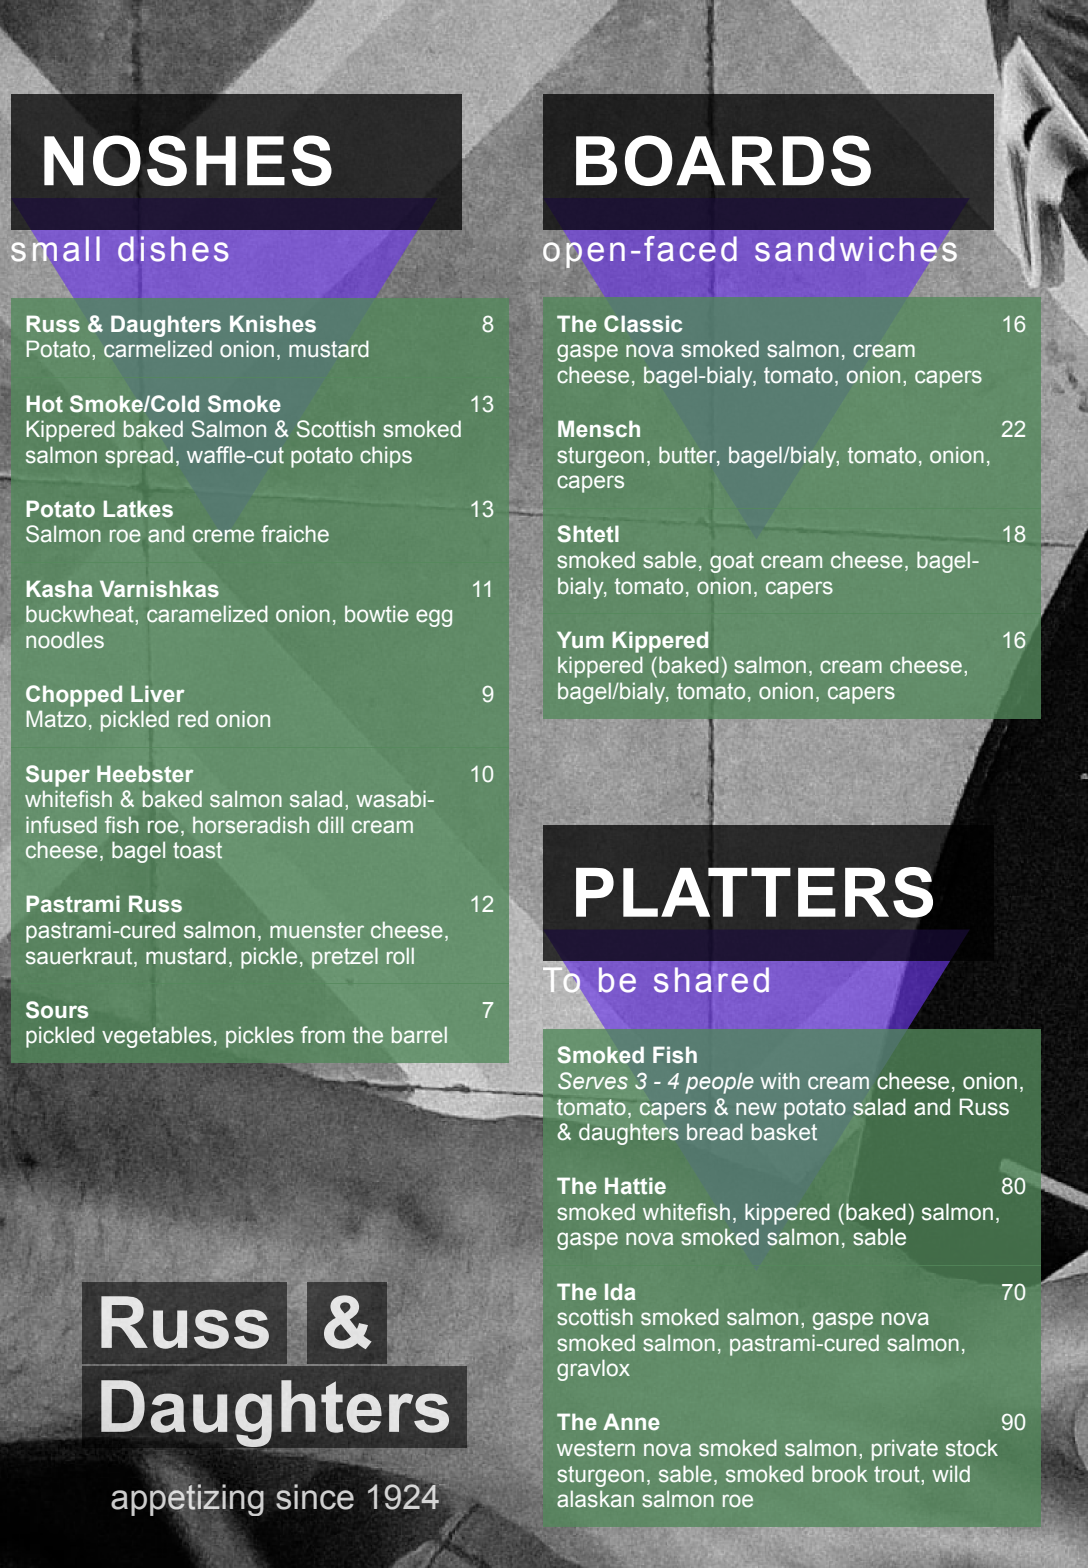 NOSHES
small dishes
Russ & Daughters Knishes 8
Potato, carmelized onion, mustard
Hot Smoke/Cold Smoke 13
Kippered baked Salmon & Scottish smoked
salmon spread, waffle-cut potato chips
Potato Latkes 13
Salmon roe and creme fraiche
Kasha Varnishkas 11
buckwheat, caramelized onion, bowtie egg
noodles
Chopped Liver 9
Matzo, pickled red onion
Super Heebster 10
whitefish & baked salmon salad, wasabi-
infused fish roe, horseradish dill cream
cheese, bagel toast
Pastrami Russ 12
pastrami-cured salmon, muenster cheese,
sauerkraut, mustard, pickle, pretzel roll
Sours 7
pickled vegetables, pickles from the barrel
BOARDS
open-faced sandwiches
The Classic 16
gaspe nova smoked salmon, cream
cheese, bagel-bialy, tomato, onion, capers
Mensch 22
sturgeon, butter, bagel/bialy, tomato, onion,
capers
Shtetl 18
smoked sable, goat cream cheese, bagel-
bialy, tomato, onion, capers
Yum Kippered 16
kippered (baked) salmon, cream cheese,
bagel/bialy, tomato, onion, capers
PLATTERS
To be shared
Smoked Fish
Serves 3 - 4 people with cream cheese, onion,
tomato, capers & new potato salad and Russ
& daughters bread basket
The Hattie 80
smoked whitefish, kippered (baked) salmon,
gaspe nova smoked salmon, sable
The Ida 70
scottish smoked salmon, gaspe nova
smoked salmon, pastrami-cured salmon,
gravlox
The Anne 90
western nova smoked salmon, private stock
sturgeon, sable, smoked brook trout, wild
alaskan salmon roe
Russ &
Daughters
appetizing since 1924